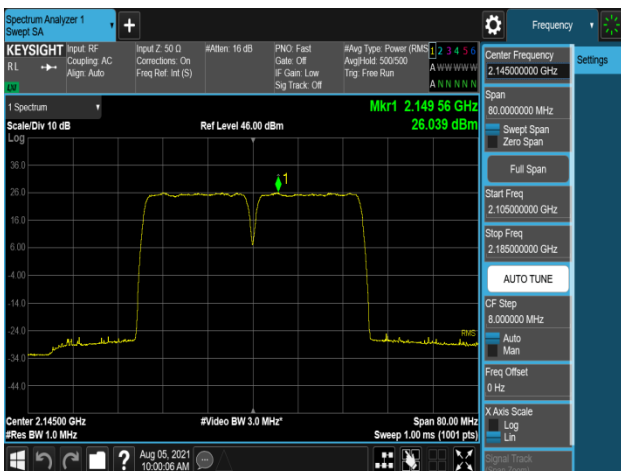 Spectrum Analyzer 1
Swept SA
+
Frequency
KEYSIGHT
RL
Input: RF
Coupling: AC
Align: Auto
Input Z: 50 Ω
Corrections: On
Freq Ref: Int (S)
#Atten: 16 dB
PNO: Fast
Gate: Off
IF Gain: Low
Sig Track: Off
#Avg Type: Power (RMS
Avg|Hold: 500/500
Trig: Free Run
1 2 3 4 5 6
A W W W W W
A N N N N N
1 Spectrum
Scale/Div 10 dB
Log
Ref Level 46.00 dBm
Mkr1 2.149 56 GHz
26.039 dBm
36.0
26.0
16.0
6.00
-4.00
-14.0
-24.0
-34.0
-44.0
1
RMS
Center 2.14500 GHz
#Res BW 1.0 MHz
#Video BW 3.0 MHz*
Span 80.00 MHz
Sweep 1.00 ms (1001 pts)
Aug 05, 2021
10:00:06 AM
Center Frequency
2.145000000 GHz
Settings
Span
80.0000000 MHz
Swept Span
Zero Span
Full Span
Start Freq
2.105000000 GHz
Stop Freq
2.185000000 GHz
AUTO TUNE
CF Step
8.000000 MHz
Auto
Man
Freq Offset
0 Hz
X Axis Scale
Log
Lin
Signal Track